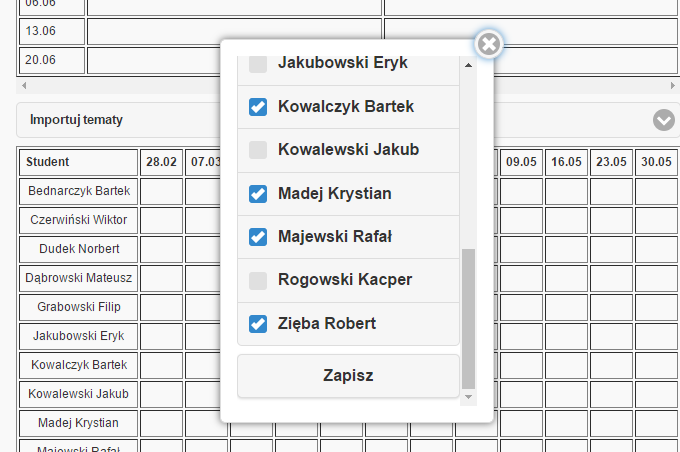 06.06
13.06
20.06
Importuj tematy
Student 28.02 07.03 09.05 16.05 23.05 30.05
Bednarczyk Bartek
Czerwiński Wiktor
Dudek Norbert
Dąbrowski Mateusz
Grabowski Filip
Jakubowski Eryk
Kowalczyk Bartek
Kowalewski Jakub
Madej Krystian
Majewski Rafał
Jakubowski Eryk
Kowalczyk Bartek
Kowalewski Jakub
Madej Krystian
Majewski Rafał
Rogowski Kacper
Zięba Robert
Zapisz